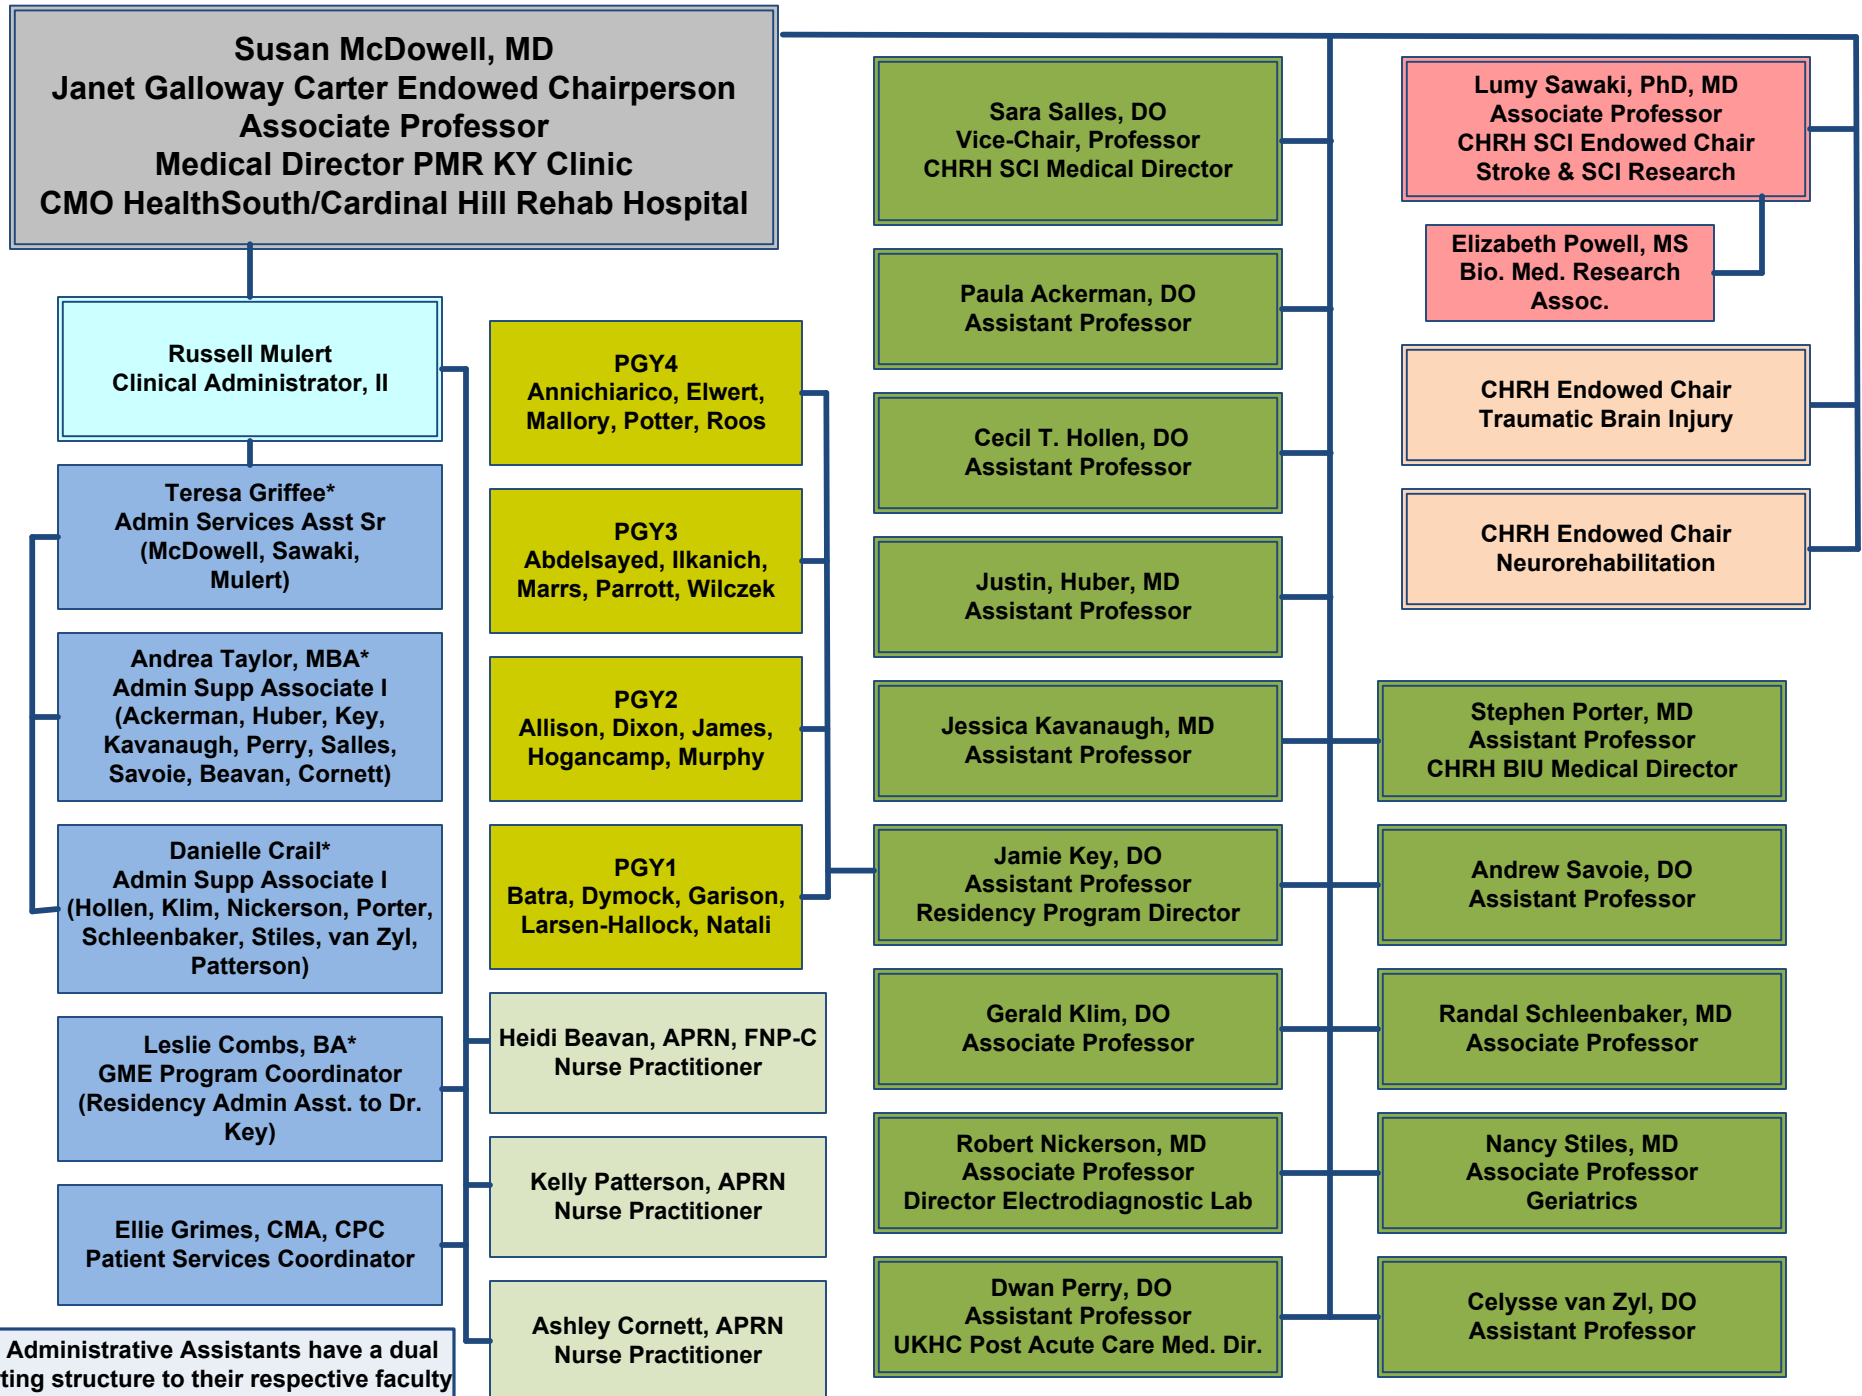 Susan McDowell, MD
Janet Galloway Carter Endowed Chairperson
Associate Professor
Medical Director PMR KY Clinic
CMO HealthSouth/Cardinal Hill Rehab Hospital
Russell Mulert
Clinical Administrator, II
Teresa Griffee*
Admin Services Asst Sr
(McDowell, Sawaki,
Mulert)
Andrea Taylor, MBA*
Admin Supp Associate I
(Ackerman, Huber, Key,
Kavanaugh, Perry, Salles,
Savoie, Beavan, Cornett)
Danielle Crail*
Admin Supp Associate I
(Hollen, Klim, Nickerson, Porter,
Schleenbaker, Stiles, van Zyl,
Patterson)
Leslie Combs, BA*
GME Program Coordinator
(Residency Admin Asst. to Dr.
Key)
Ellie Grimes, CMA, CPC
Patient Services Coordinator
Administrative Assistants have a dual
ting structure to their respective faculty
PGY4
Annichiarico, Elwert,
Mallory, Potter, Roos
PGY3
Abdelsayed, Ilkanich,
Marrs, Parrott, Wilczek
PGY2
Allison, Dixon, James,
Hogancamp, Murphy
PGY1
Batra, Dymock, Garison,
Larsen-Hallock, Natali
Heidi Beavan, APRN, FNP-C
Nurse Practitioner
Kelly Patterson, APRN
Nurse Practitioner
Ashley Cornett, APRN
Nurse Practitioner
Sara Salles, DO
Vice-Chair, Professor
CHRH SCI Medical Director
Paula Ackerman, DO
Assistant Professor
Cecil T. Hollen, DO
Assistant Professor
Justin, Huber, MD
Assistant Professor
Jessica Kavanaugh, MD
Assistant Professor
Jamie Key, DO
Assistant Professor
Residency Program Director
Gerald Klim, DO
Associate Professor
Robert Nickerson, MD
Associate Professor
Director Electrodiagnostic Lab
Dwan Perry, DO
Assistant Professor
UKHC Post Acute Care Med. Dir.
Lumy Sawaki, PhD, MD
Associate Professor
CHRH SCI Endowed Chair
Stroke & SCI Research
Elizabeth Powell, MS
Bio. Med. Research
Assoc.
CHRH Endowed Chair
Traumatic Brain Injury
CHRH Endowed Chair
Neurorehabilitation
Stephen Porter, MD
Assistant Professor
CHRH BIU Medical Director
Andrew Savoie, DO
Assistant Professor
Randal Schleenbaker, MD
Associate Professor
Nancy Stiles, MD
Associate Professor
Geriatrics
Celysse van Zyl, DO
Assistant Professor